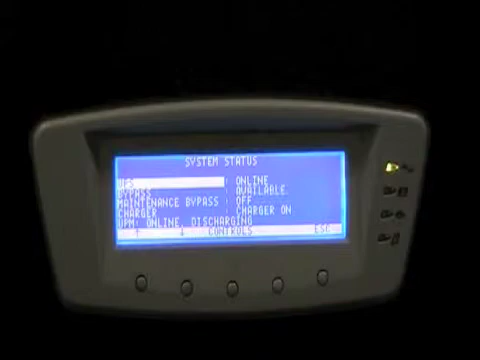 SYSTEM STATUS
UPS : ONLINE
BYPASS : AVAILABLE
MAINTENANCE BYPASS : OFF
CHARGER : CHARGER ON
UPM: ONLINE, DISCHARGING
↑ ↓ CONTROLS ESC